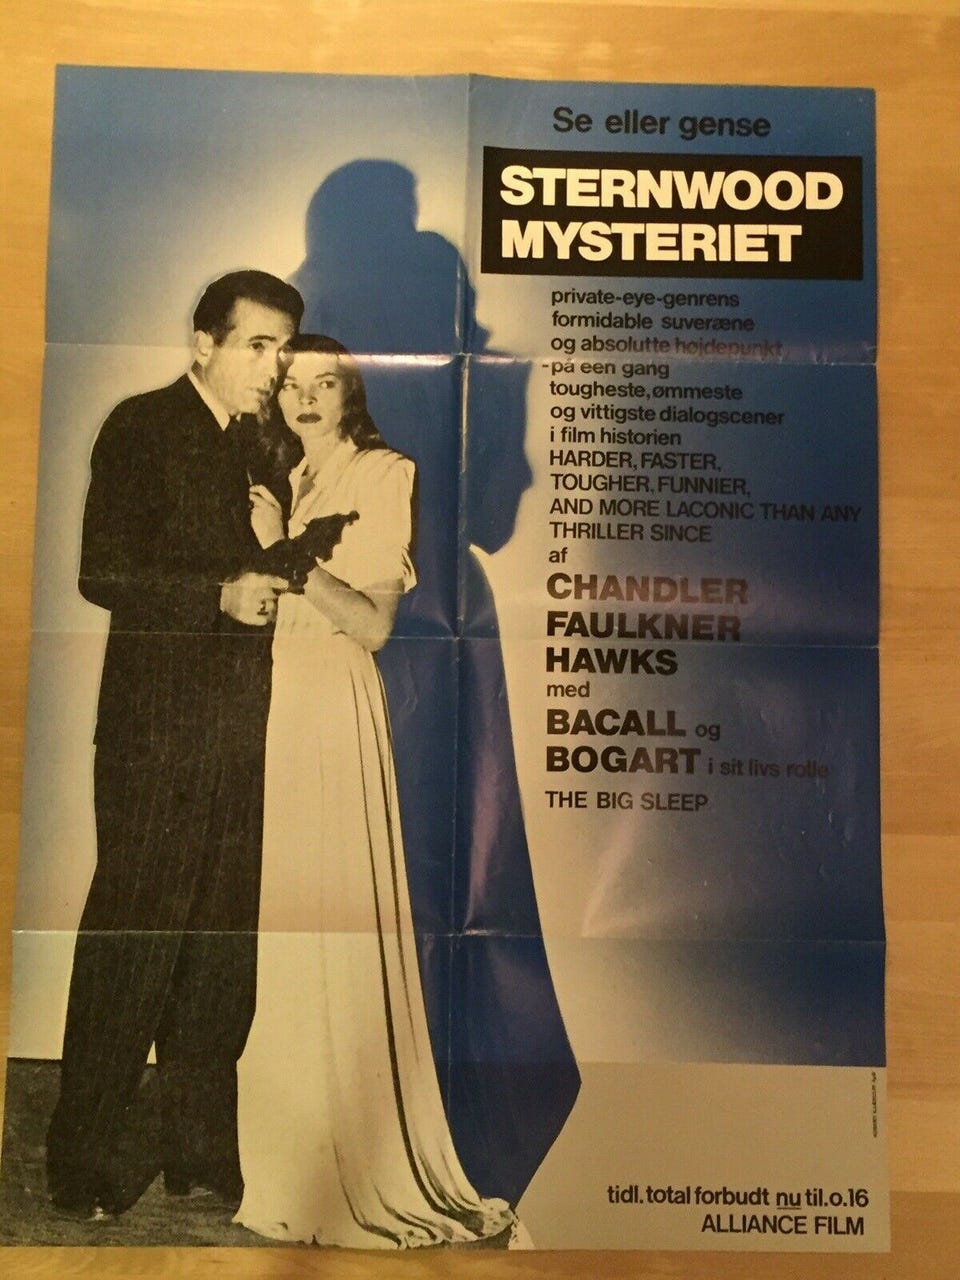 Se eller gense
STERNWOOD
MYSTERIET
private-eye-genrens
formidable suveræne
og absolutte højdepunkt
-på een gang
tougheste,ømmeste
og vittigste dialogscener
i film historien
HARDER, FASTER,
TOUGHER, FUNNIER,
AND MORE LACONIC THAN ANY
THRILLER SINCE
af
CHANDLER
FAULKNER
HAWKS
med
BACALL og
BOGART i sit livs rolle
THE BIG SLEEP
tidl. total forbudt nu til.o.16
ALLIANCE FILM